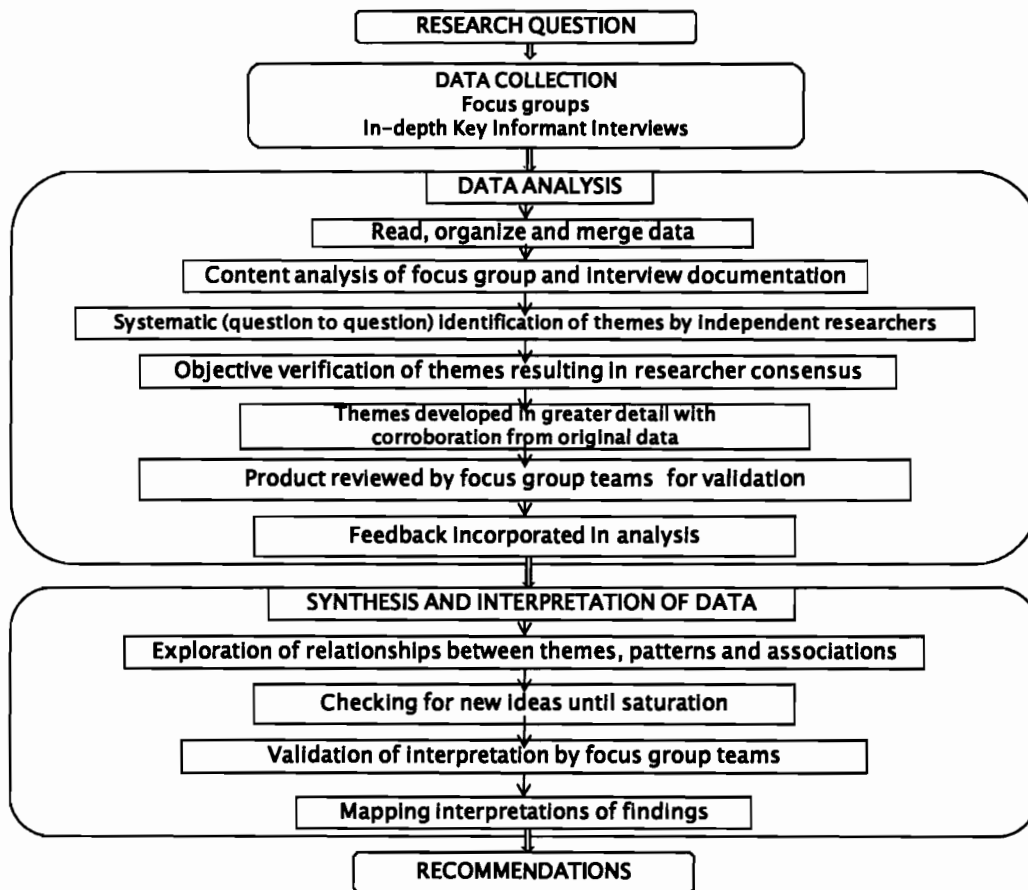 RESEARCH QUESTION
DATA COLLECTION
Focus groups
In-depth Key Informant Interviews
DATA ANALYSIS
Read, organize and merge data
Content analysis of focus group and interview documentation
Systematic (question to question) identification of themes by independent researchers
Objective verification of themes resulting in researcher consensus
Themes developed in greater detail with
corroboration from original data
Product reviewed by focus group teams for validation
Feedback incorporated in analysis
SYNTHESIS AND INTERPRETATION OF DATA
Exploration of relationships between themes, patterns and associations
Checking for new ideas until saturation
Validation of interpretation by focus group teams
Mapping interpretations of findings
RECOMMENDATIONS